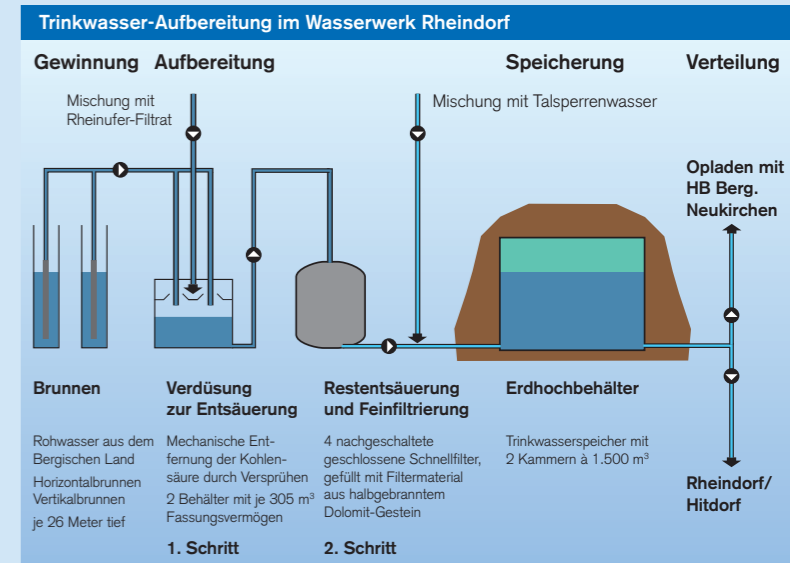 Trinkwasser-Aufbereitung im Wasserwerk Rheindorf
Gewinnung
Aufbereitung
Speicherung
Verteilung
Mischung mit
Rheinufer-Filtrat
Mischung mit Talsperrenwasser
Opladen mit
HB Berg.
Neukirchen
Brunnen
Rohwasser aus dem
Bergischen Land
Horizontalbrunnen
Vertikalbrunnen
je 26 Meter tief
Verdüsung
zur Entsäuerung
Mechanische Ent-
fernung der Kohlen-
säure durch Versprühen
2 Behälter mit je 305 m³
Fassungsvermögen
1. Schritt
Restentsäuerung
und Feinfiltrierung
4 nachgeschaltete
geschlossene Schnellfilter,
gefüllt mit Filtermaterial
aus halbgebranntem
Dolomit-Gestein
2. Schritt
Erdhochbehälter
Trinkwasserspeicher mit
2 Kammern à 1.500 m³
Rheindorf/
Hitdorf